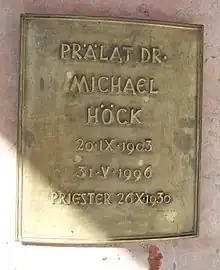 PRÄLAT DR·
MICHAEL
HÖCK
20·IX·1903
31·V·1996
PRIESTER 26·X·1930